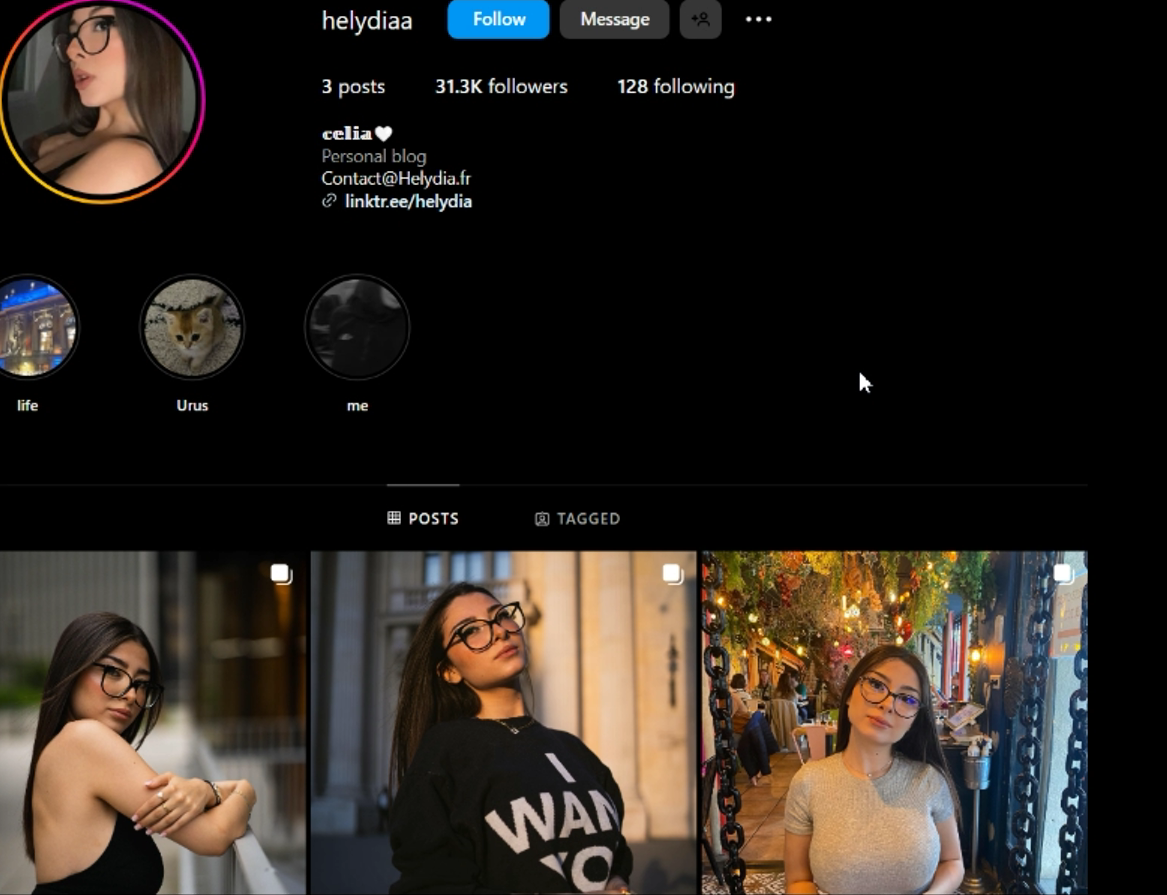 helydiaa Follow Message
3 posts 31.3K followers 128 following
celia🤍
Personal blog
Contact@Helydia.fr
linktr.ee/helydia
life Urus me
POSTS TAGGED
I
WAN
YO